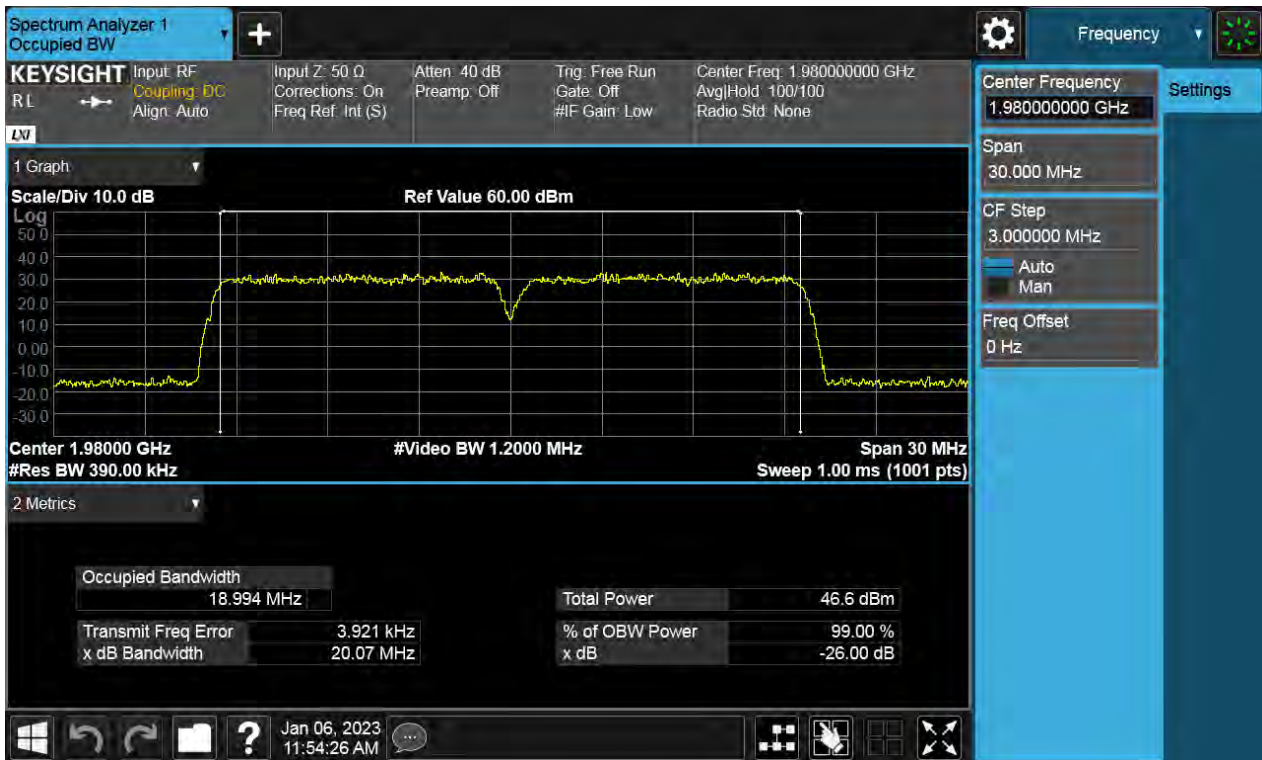 Spectrum Analyzer 1
Occupied BW
+
Frequency
KEYSIGHT
R L
LXI
Input: RF
Coupling: DC
Align: Auto
Input Z: 50 Ω
Corrections: On
Freq Ref: Int (S)
Atten: 40 dB
Preamp: Off
Trig: Free Run
Gate: Off
#IF Gain: Low
Center Freq: 1.980000000 GHz
Avg|Hold: 100/100
Radio Std: None
Center Frequency
1.980000000 GHz
Settings
Span
30.000 MHz
CF Step
3.000000 MHz
Auto
Man
Freq Offset
0 Hz
1 Graph
Scale/Div 10.0 dB
Ref Value 60.00 dBm
Log
50.0
40.0
30.0
20.0
10.0
0.00
-10.0
-20.0
-30.0
Center 1.98000 GHz
#Video BW 1.2000 MHz
Span 30 MHz
#Res BW 390.00 kHz
Sweep 1.00 ms (1001 pts)
2 Metrics
Occupied Bandwidth
18.994 MHz
Total Power 46.6 dBm
Transmit Freq Error 3.921 kHz
% of OBW Power 99.00 %
x dB Bandwidth 20.07 MHz
x dB -26.00 dB
?
Jan 06, 2023
11:54:26 AM